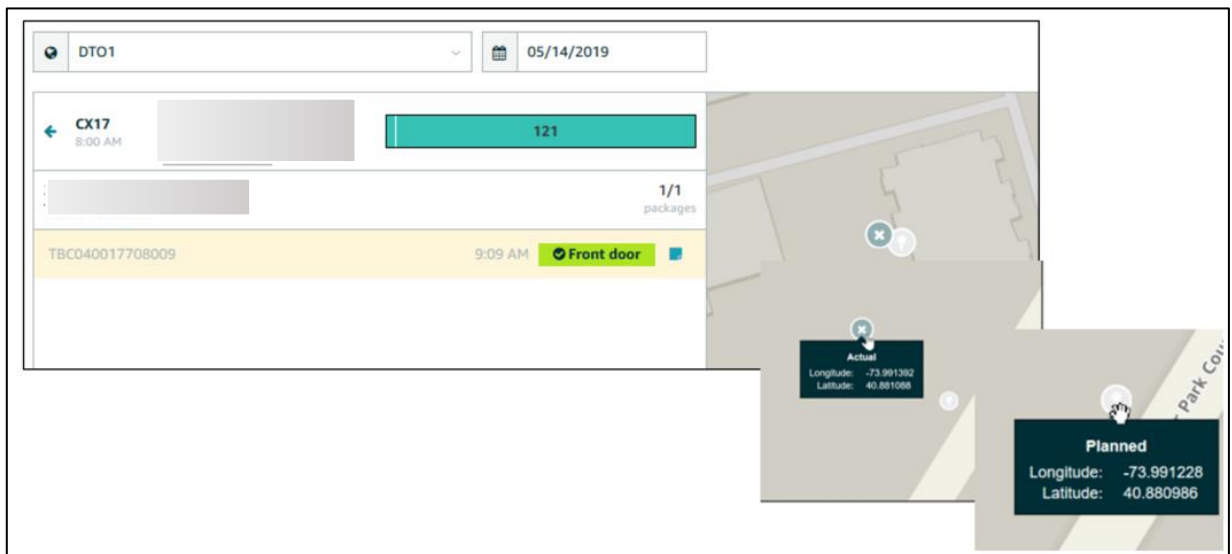 DTO1
05/14/2019
CX17
8:00 AM
121
1/1
packages
TBC040017708009
9:09 AM
Front door
Actual
Longitude: -73.991392
Latitude: 40.881088
Park
Planned
Longitude: -73.991228
Latitude: 40.880986